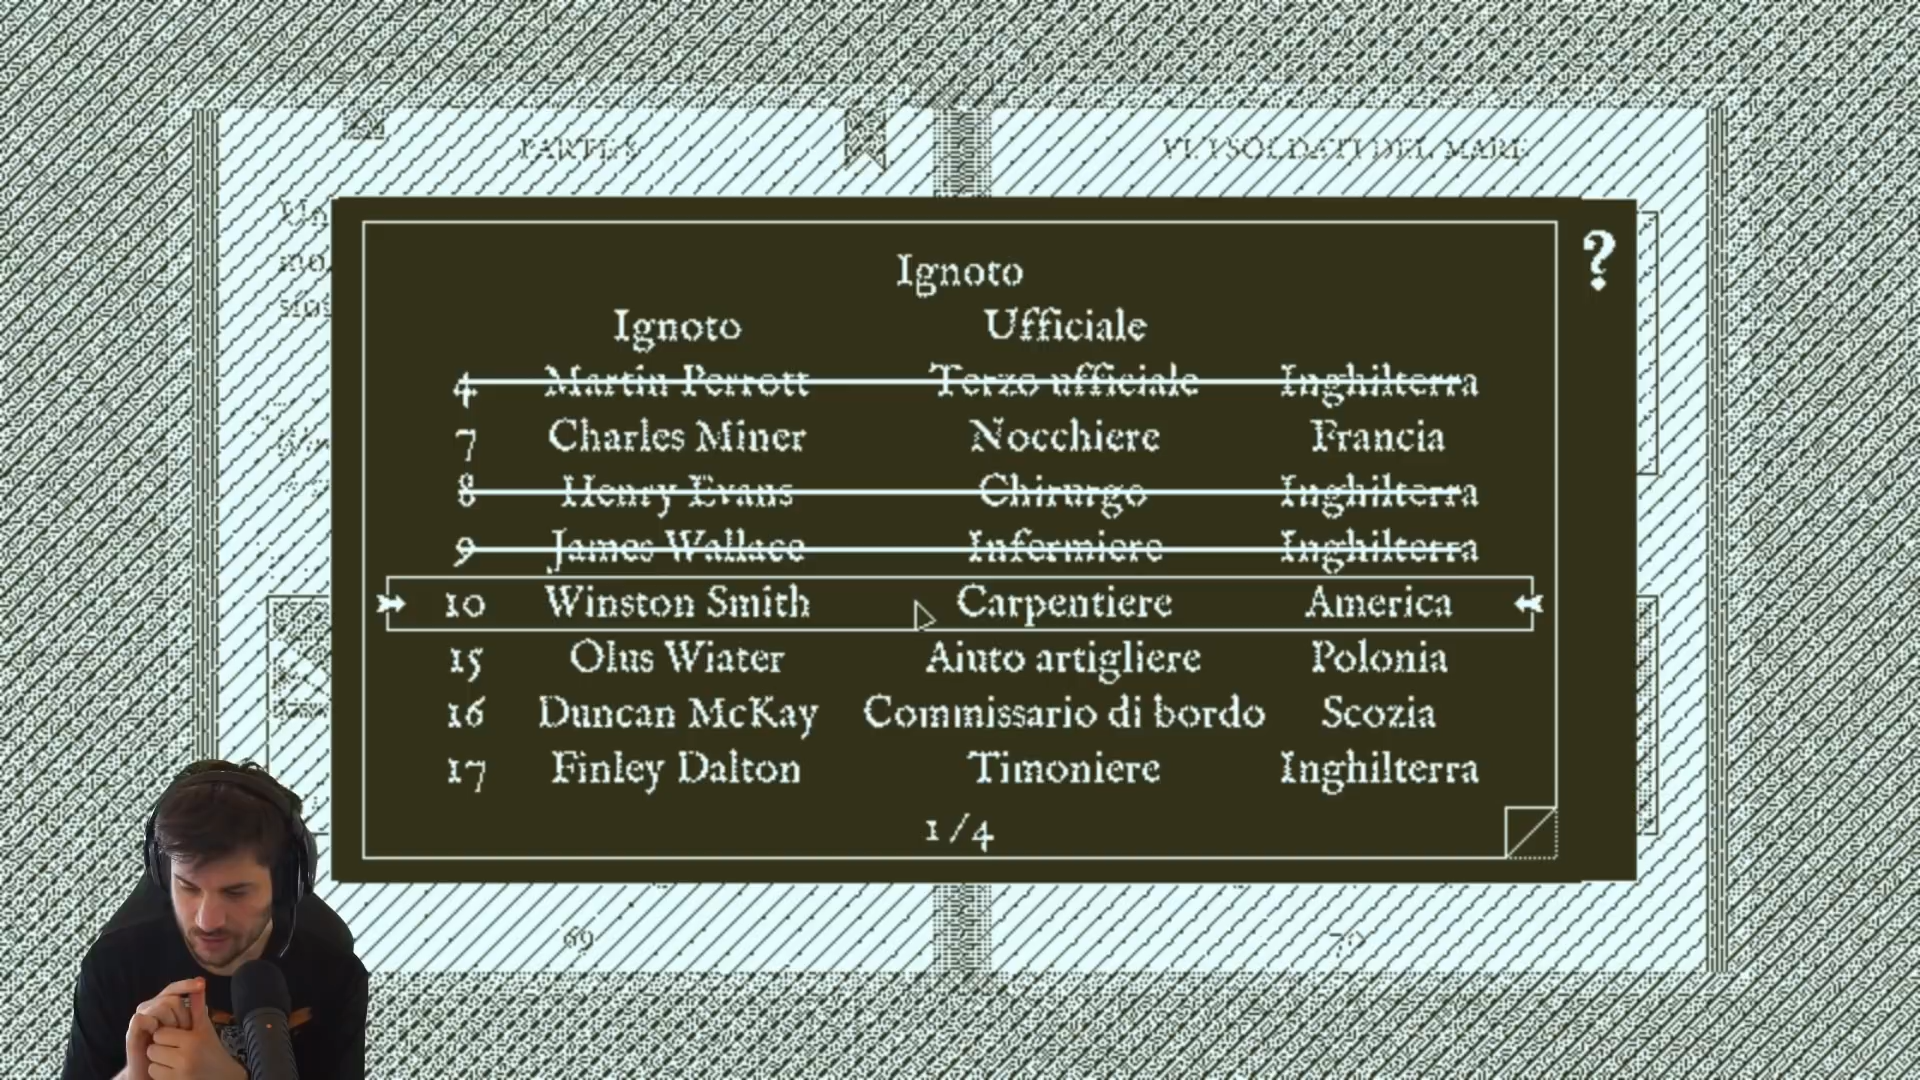 PARTE 8
VI. I SOLDATI DEL MARE
?
Ignoto
Ignoto Ufficiale
4 Martin Perrott Terzo ufficiale Inghilterra
7 Charles Miner Nocchiere Francia
8 Henry Evans Chirurgo Inghilterra
9 James Wallace Infermiere Inghilterra
10 Winston Smith Carpentiere America
15 Olus Wiater Aiuto artigliere Polonia
16 Duncan McKay Commissario di bordo Scozia
17 Finley Dalton Timoniere Inghilterra
1/4
69
70